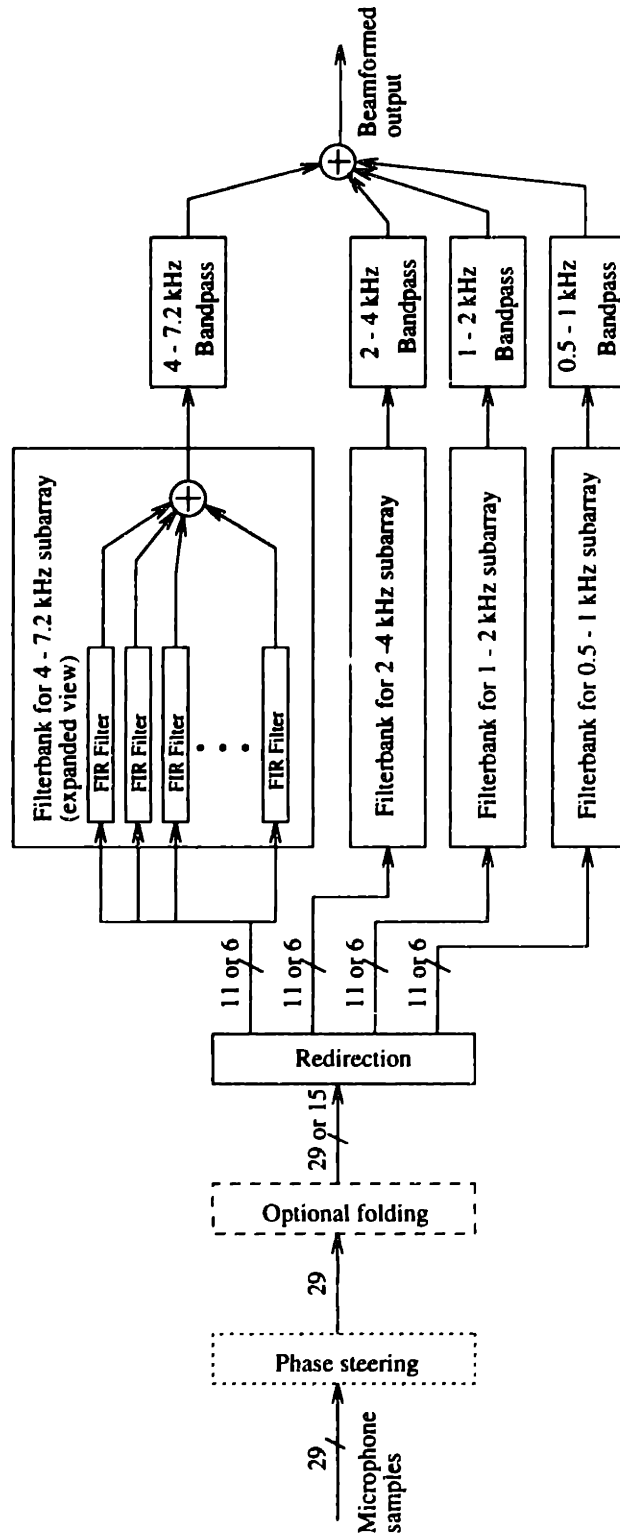 Microphone
samples
29
Phase steering
29
Optional folding
29 or 15
Redirection
11 or 6
11 or 6
11 or 6
11 or 6
Filterbank for 4 - 7.2 kHz subarray
(expanded view)
FIR Filter
FIR Filter
FIR Filter
• • •
FIR Filter
+
Filterbank for 2 -4 kHz subarray
Filterbank for 1 - 2 kHz subarray
Filterbank for 0.5 - 1 kHz subarray
4 - 7.2 kHz
Bandpass
2 - 4 kHz
Bandpass
1 - 2 kHz
Bandpass
0.5 - 1 kHz
Bandpass
+
Beamformed
output